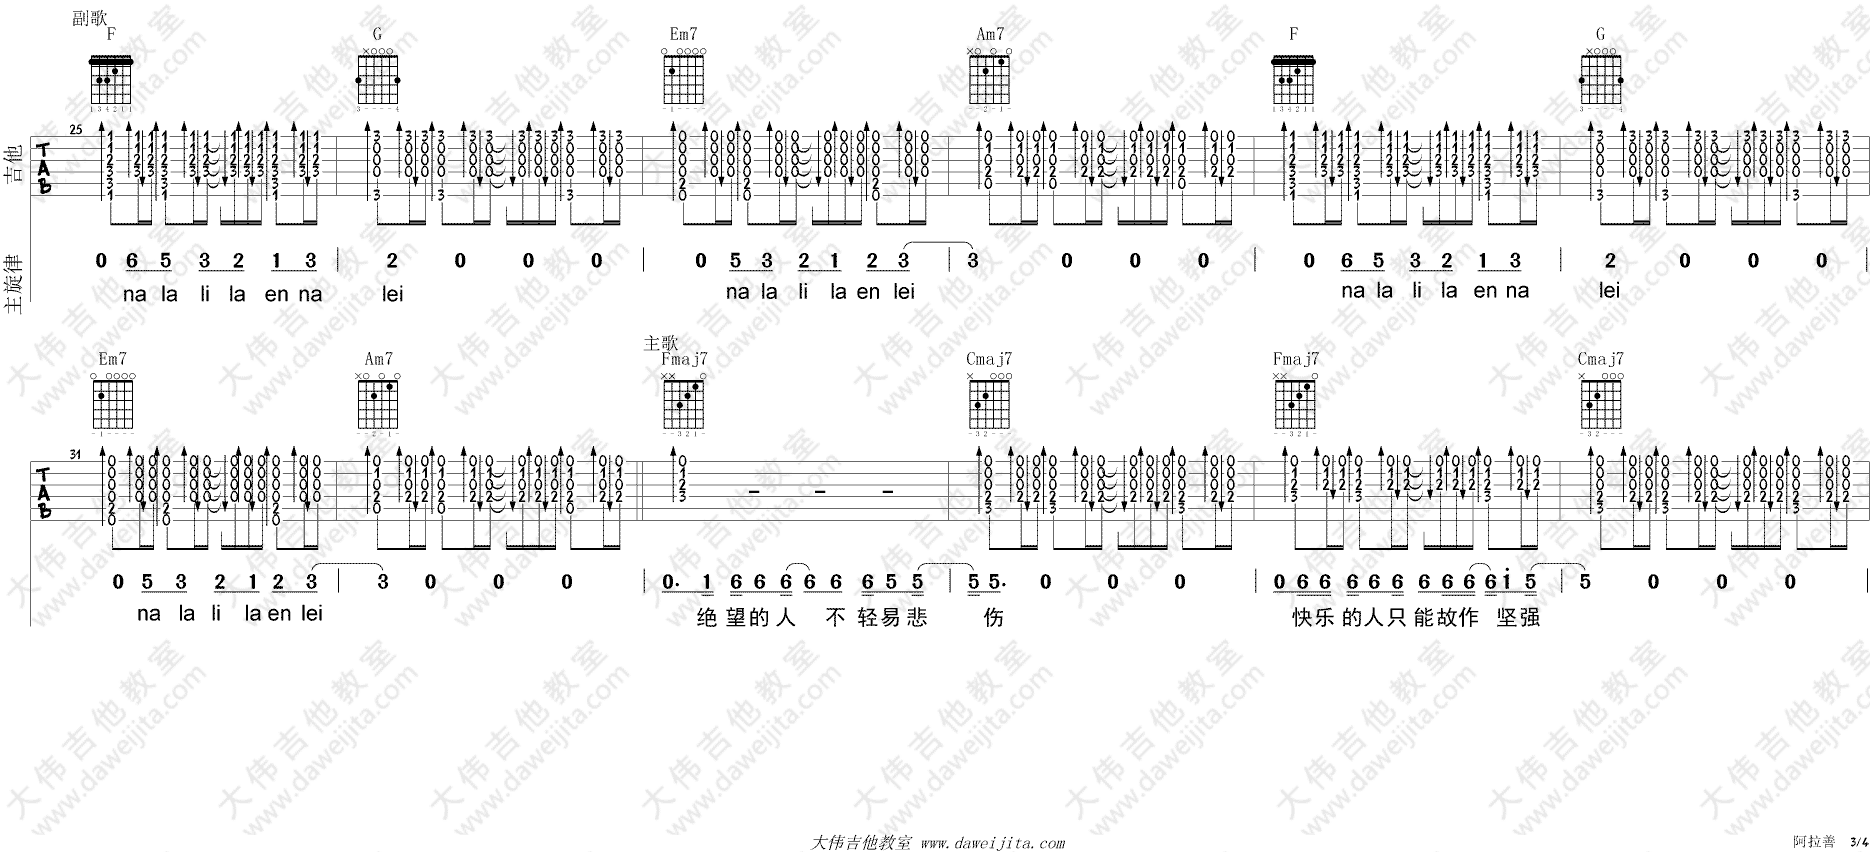 副歌
F G Em7 Am7 F G
吉他
25
TAB
主旋律
0 6 5 3 2 1 3 | 2 0 0 0 | 0 5 3 2 1 2 3 | 3 0 0 0 | 0 6 5 3 2 1 3 | 2 0 0 0 |
na la li la en na lei na la li la en lei na la li la en na lei
主歌
Em7 Am7 Fmaj7 Cmaj7 Fmaj7 Cmaj7
31
TAB
0 5 3 2 1 2 3 | 3 0 0 0 | 0. 1 6 6 6 6 6 6 5 5 | 5 5. 0 0 0 | 0 6 6 6 6 6 6 6 6 6 i 5 | 5 0 0 0 |
na la li la en lei 绝 望 的 人 不 轻 易 悲 伤 快 乐 的 人 只 能 故 作 坚 强
大伟吉他教室 www.daweijita.com
阿拉善 3/4